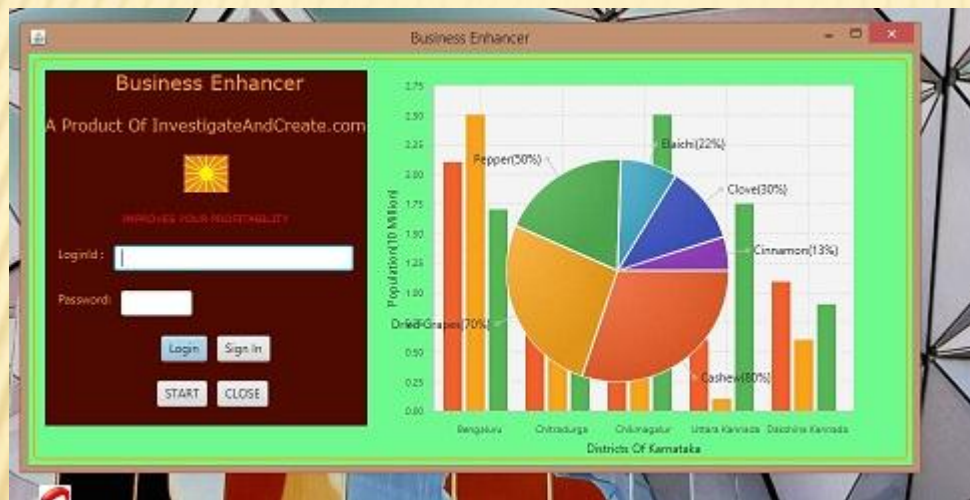 Business Enhancer
Business Enhancer
A Product Of InvestigateAndCreate.com
IMPROVES YOUR PROFITABILITY
LoginId :
Password:
Login
Sign In
START
CLOSE
2.75
2.50
2.25
2.00
1.75
1.50
1.25
1.00
0.50
0.25
0.00
Population(10 Million)
Elaichi(22%)
Pepper(50%)
Clove(30%)
Cinnamon(13%)
Dried-Grapes(70%)
Cashew(80%)
Bengaluru
Chitradurga
Chikmagalur
Uttara Kannada
Dakshina Kannada
Districts Of Karnataka